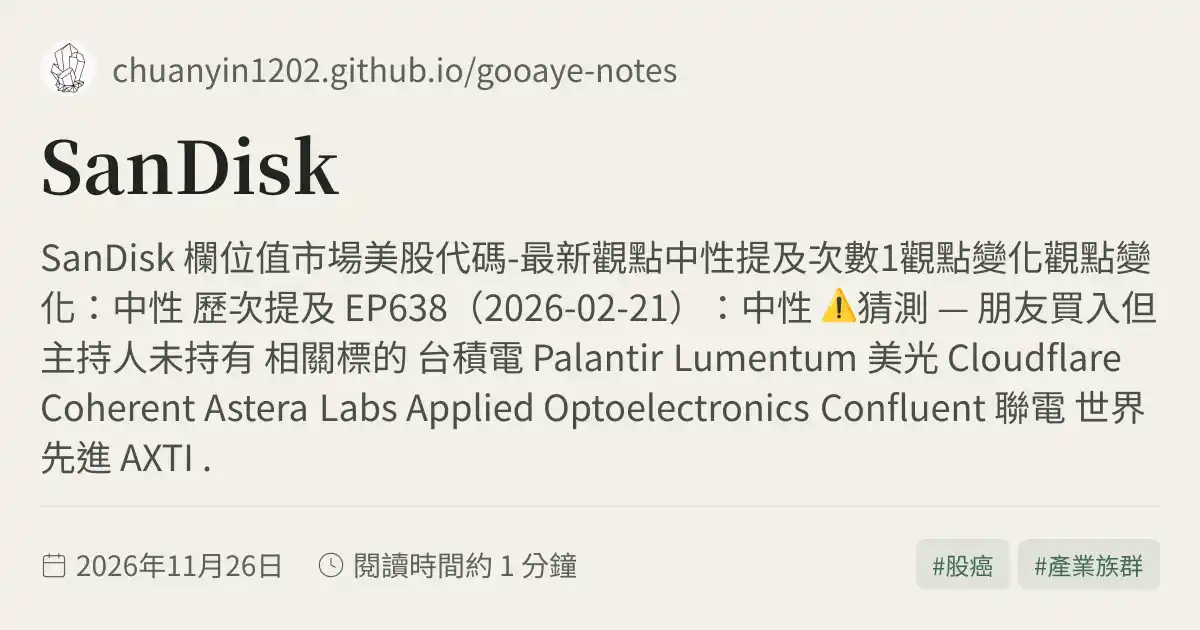 chuanyin1202.github.io/gooaye-notes
SanDisk
SanDisk 欄位值市場美股代碼-最新觀點中性提及次數1觀點變化觀點變
化：中性 歷次提及 EP638（2026-02-21）：中性 ⚠️猜測 — 朋友買入但
主持人未持有 相關標的 台積電 Palantir Lumentum 美光 Cloudflare
Coherent Astera Labs Applied Optoelectronics Confluent 聯電 世界
先進 AXTI .
2026年11月26日 閱讀時間約 1 分鐘
#股癌 #產業族群